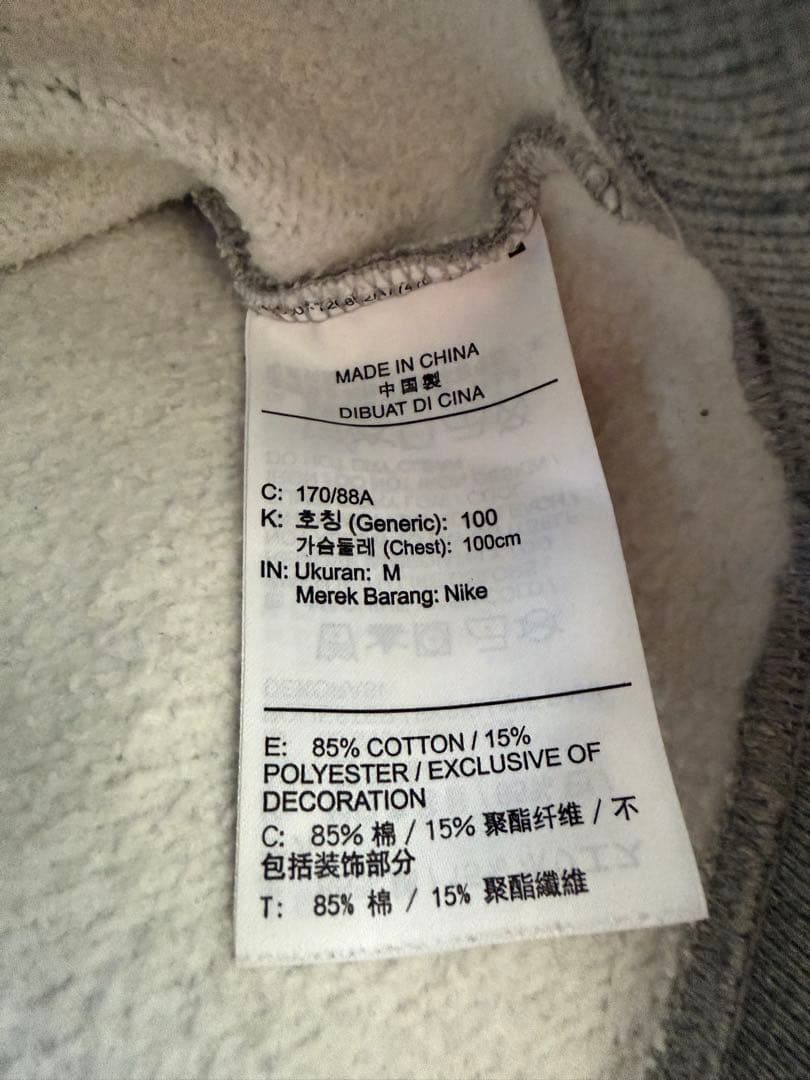 MADE IN CHINA
中国製
DIBUAT DI CINA
C: 170/88A
K: 호칭 (Generic): 100
가슴둘레 (Chest): 100cm
IN: Ukuran: M
Merek Barang: Nike
E: 85% COTTON / 15%
POLYESTER / EXCLUSIVE OF
DECORATION
C: 85% 棉 / 15% 聚酯纤维 / 不
包括装饰部分
T: 85% 棉 / 15% 聚酯纖維